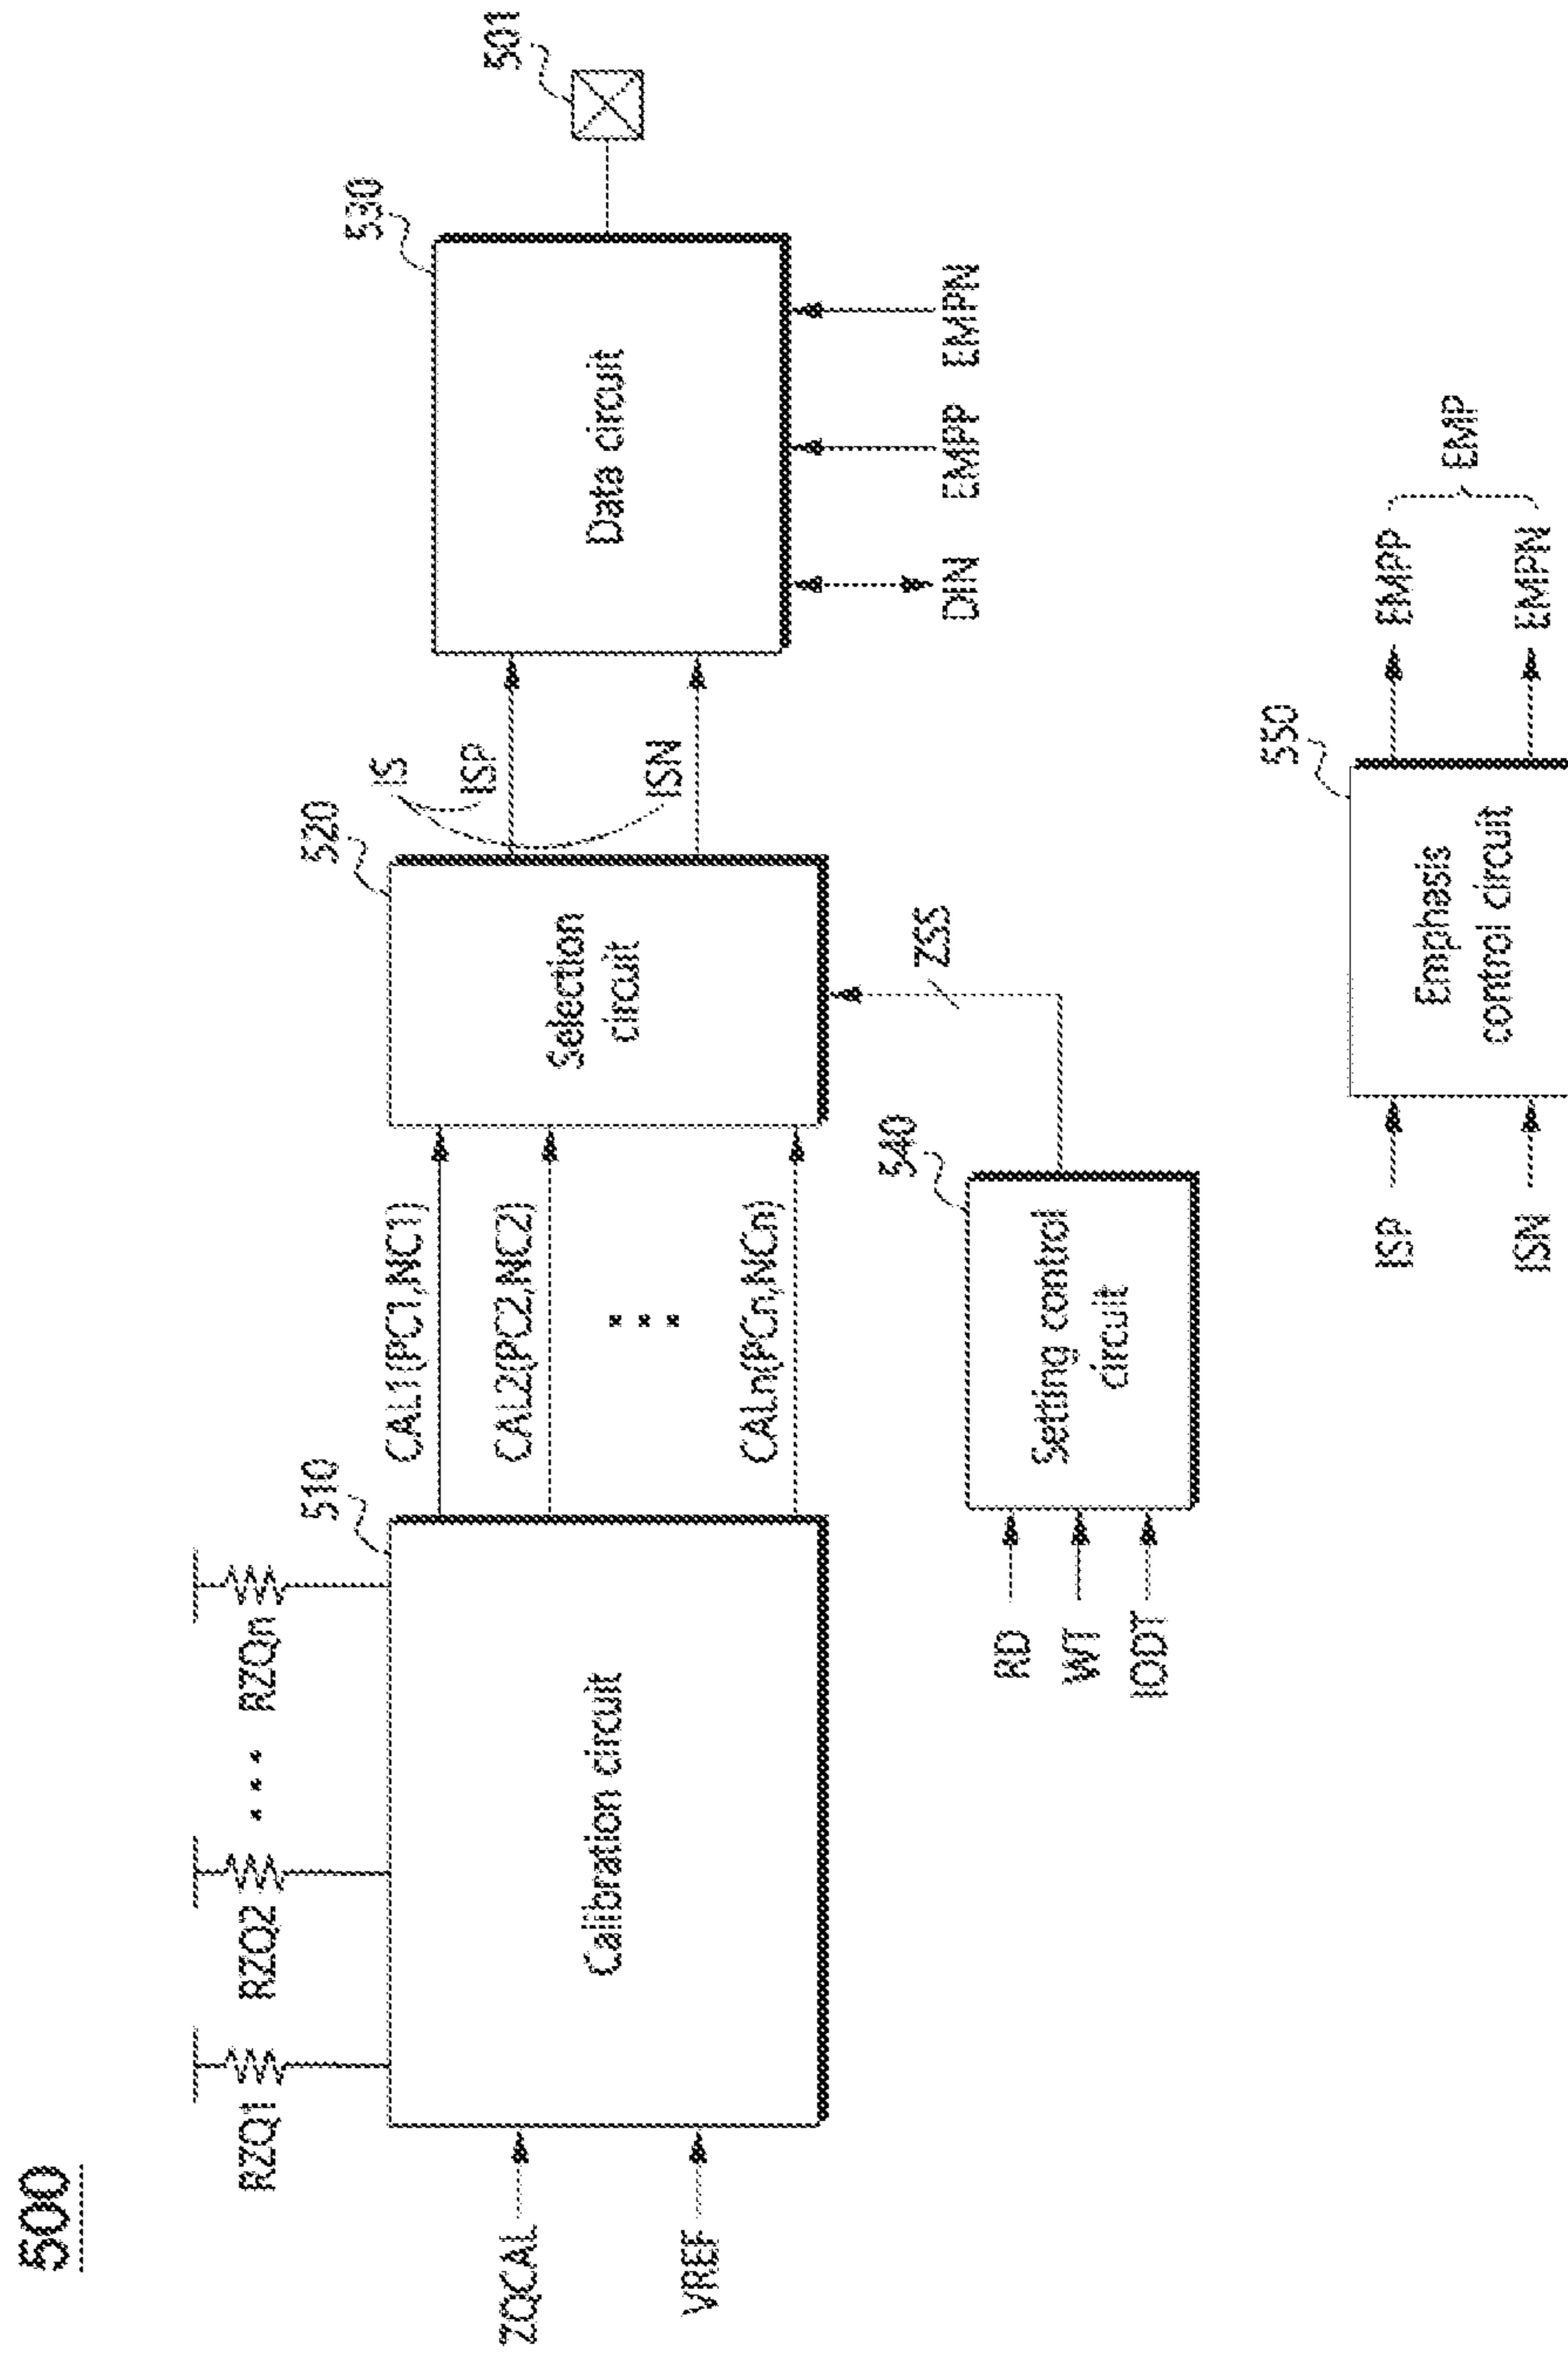 500
RZQ1
RZQ2
• • •
RZQn
510
ZQCAL
VREF
Calibration circuit
CAL1(PC1,NC1)
CAL2(PC2,NC2)
• • •
CALn(PCn,NCn)
520
Selection
circuit
IS
ISP
ISN
530
Data circuit
501
DIN
EMPP
EMPN
ZSS
540
RD
WT
IODT
Setting control
circuit
550
ISP
ISN
Emphasis
control circuit
EMPP
EMPN
EMP